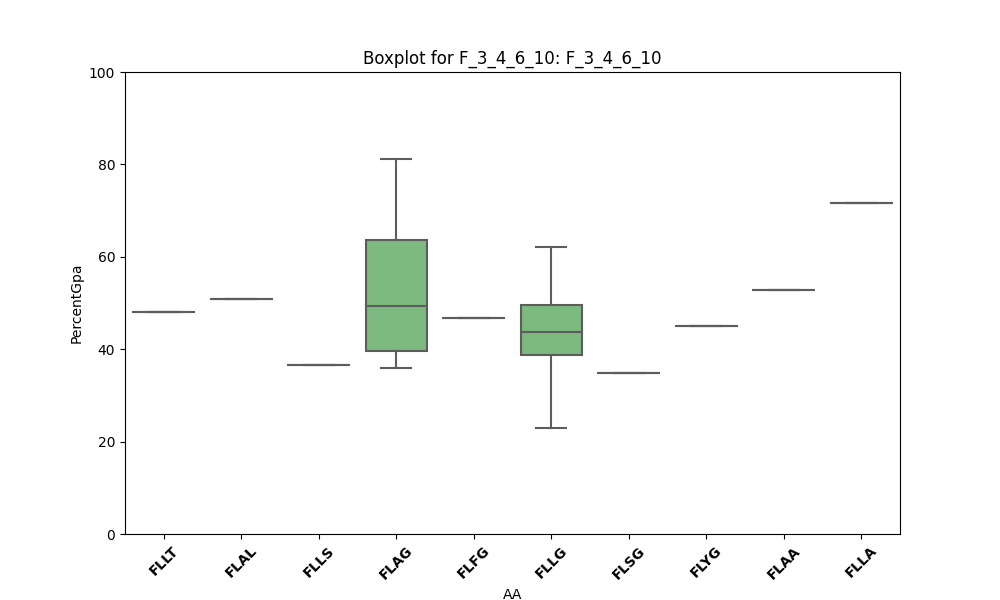 Boxplot for F_3_4_6_10: F_3_4_6_10
100
80
60
40
20
0
PercentGpa
FLLT FLAL FLLS FLAG FLFG FLLG FLSG FLYG FLAA FLLA
AA